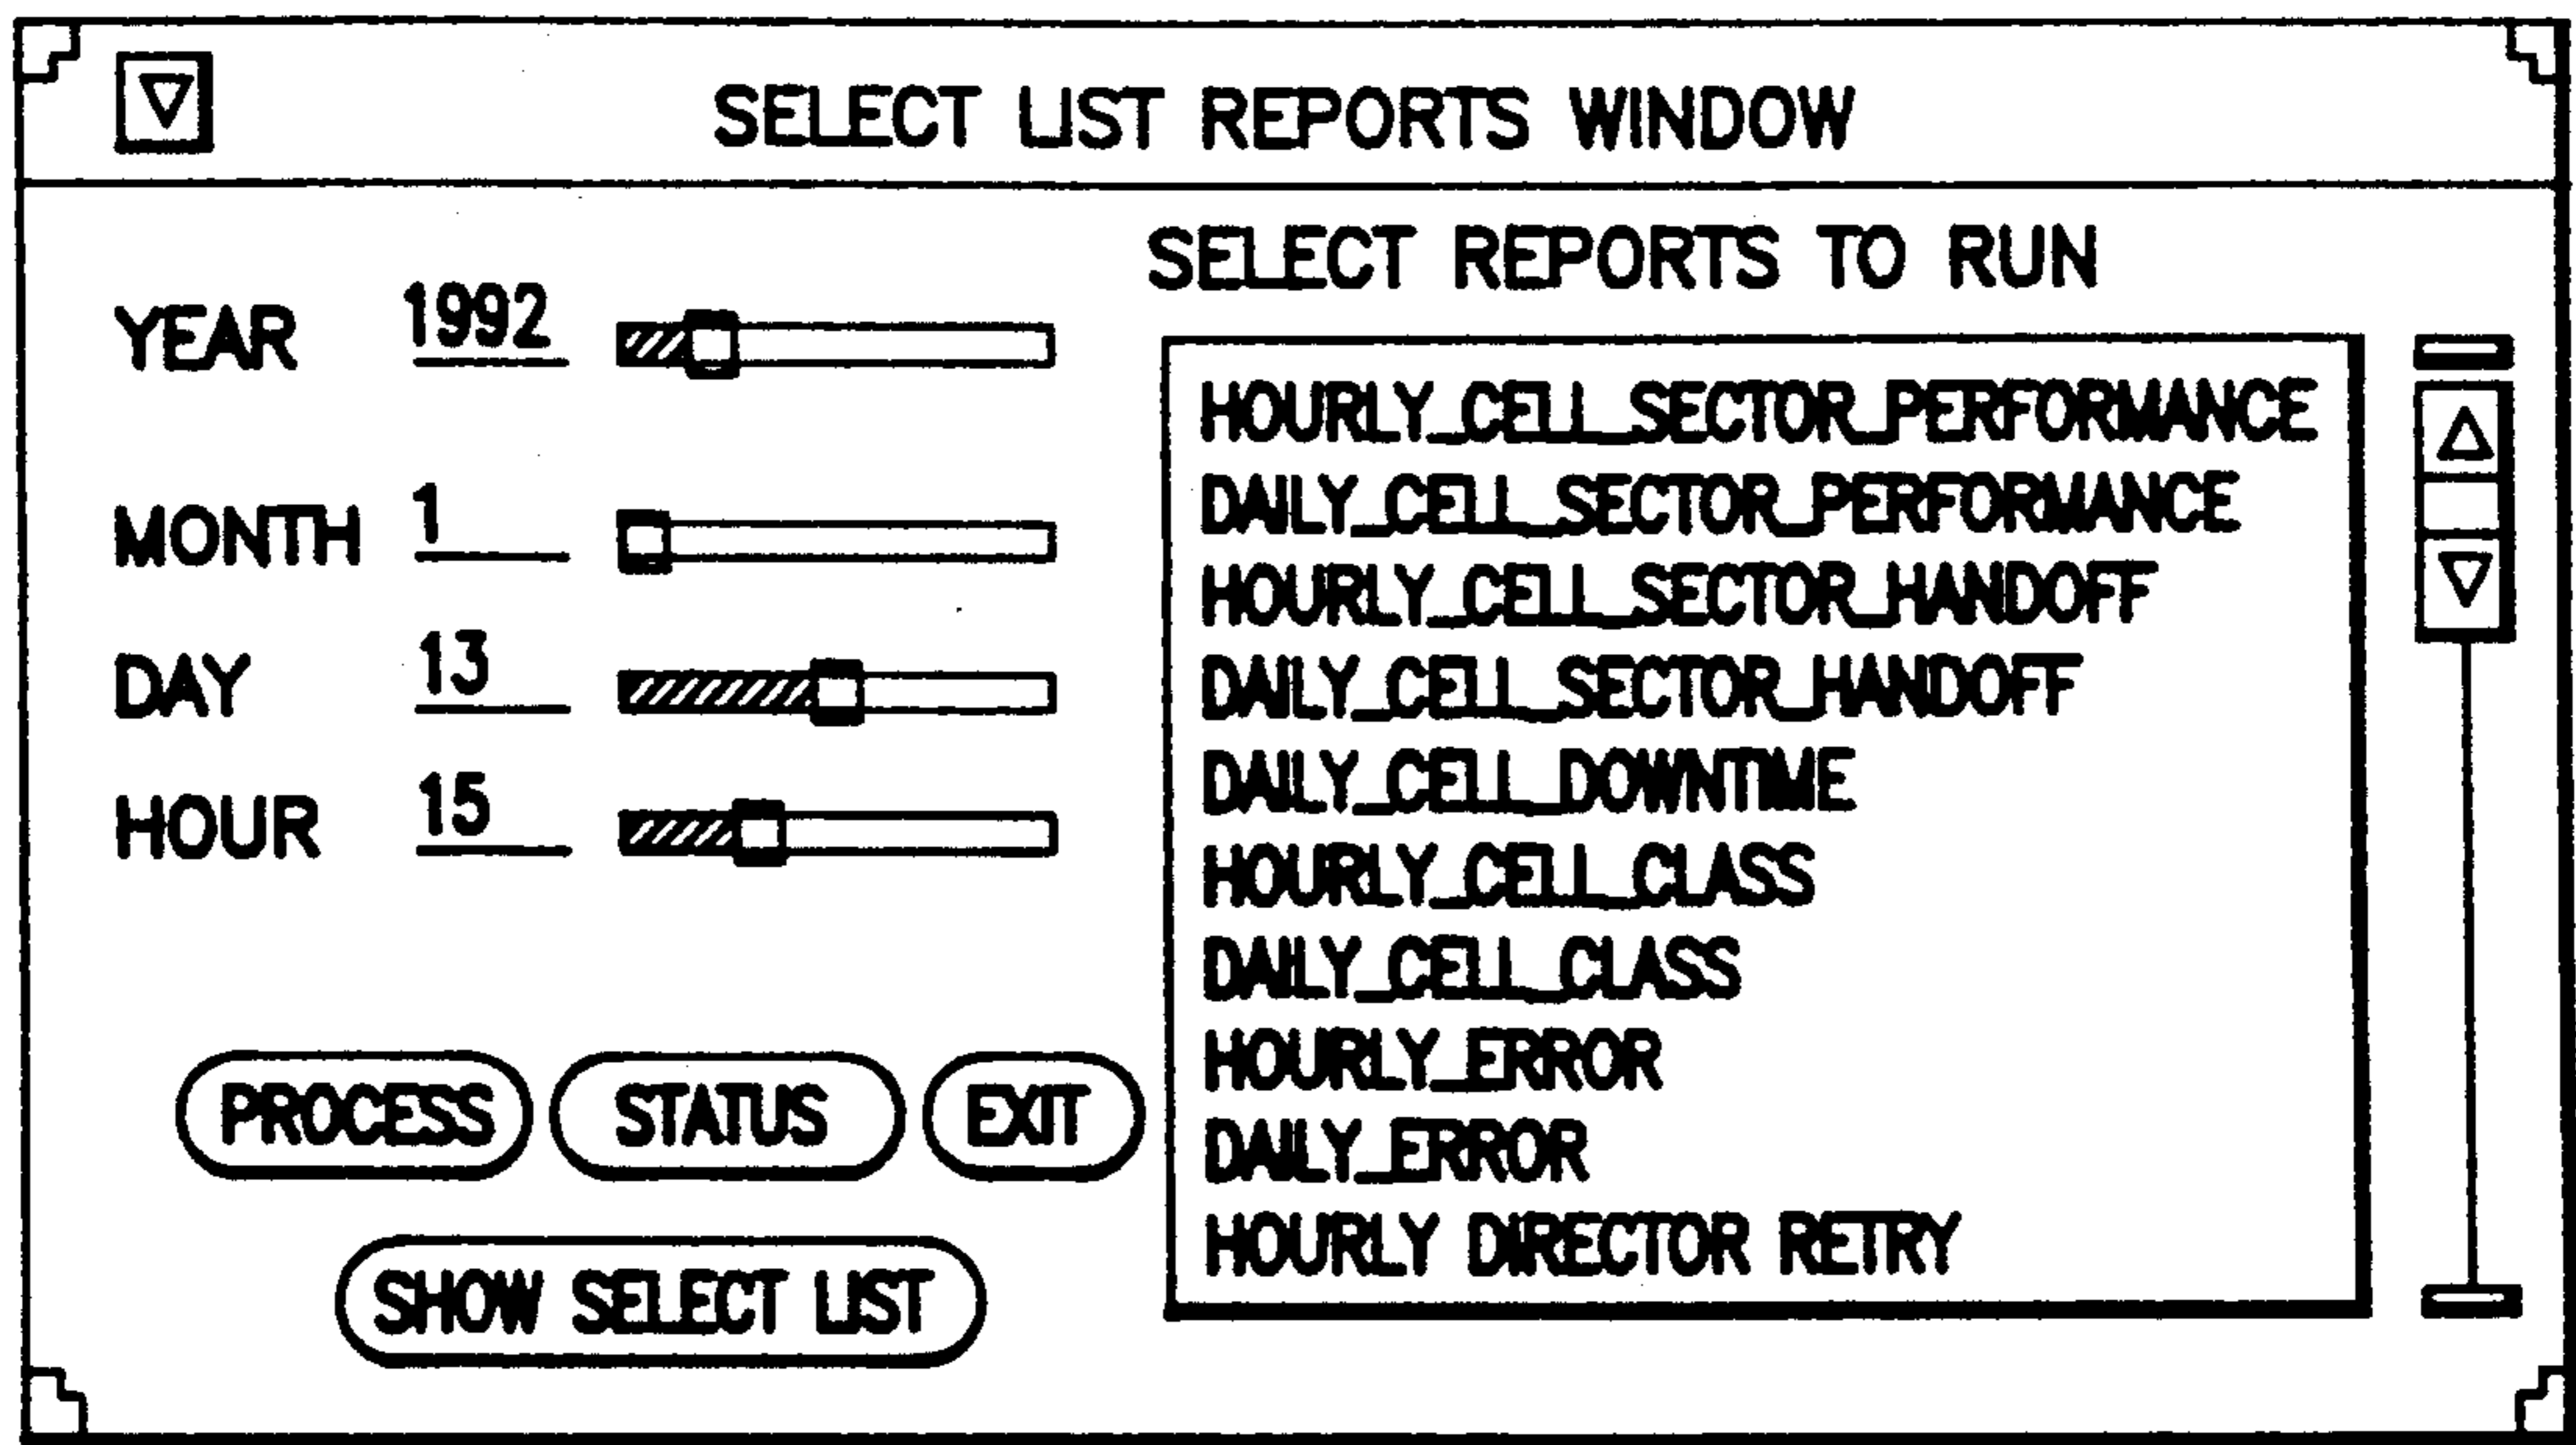 SELECT LIST REPORTS WINDOW
YEAR 1992
MONTH 1
DAY 13
HOUR 15
PROCESS STATUS EXIT
SHOW SELECT LIST
SELECT REPORTS TO RUN
HOURLY_CELL_SECTOR_PERFORMANCE
DAILY_CELL_SECTOR_PERFORMANCE
HOURLY_CELL_SECTOR_HANDOFF
DAILY_CELL_SECTOR_HANDOFF
DAILY_CELL_DOWNTIME
HOURLY_CELL_CLASS
DAILY_CELL_CLASS
HOURLY_ERROR
DAILY_ERROR
HOURLY DIRECTOR RETRY